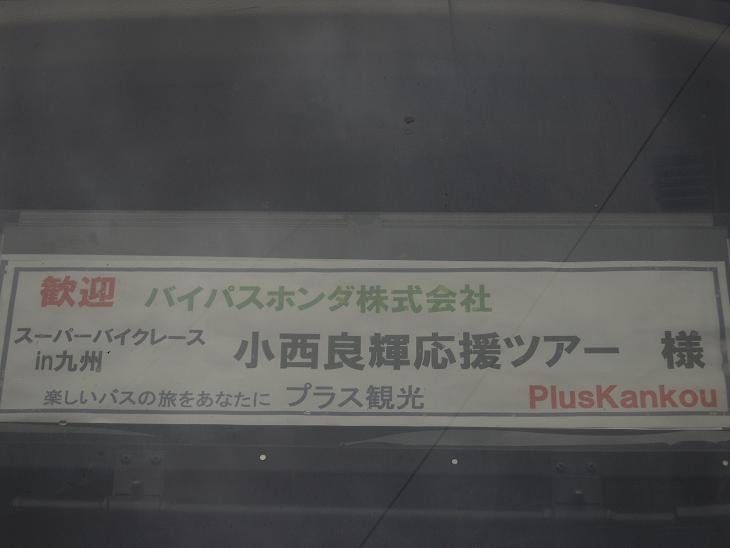 歓迎 バイパスホンダ株式会社
スーパーバイクレース
in九州
小西良輝応援ツアー 様
楽しいバスの旅をあなたに プラス観光 PlusKankou